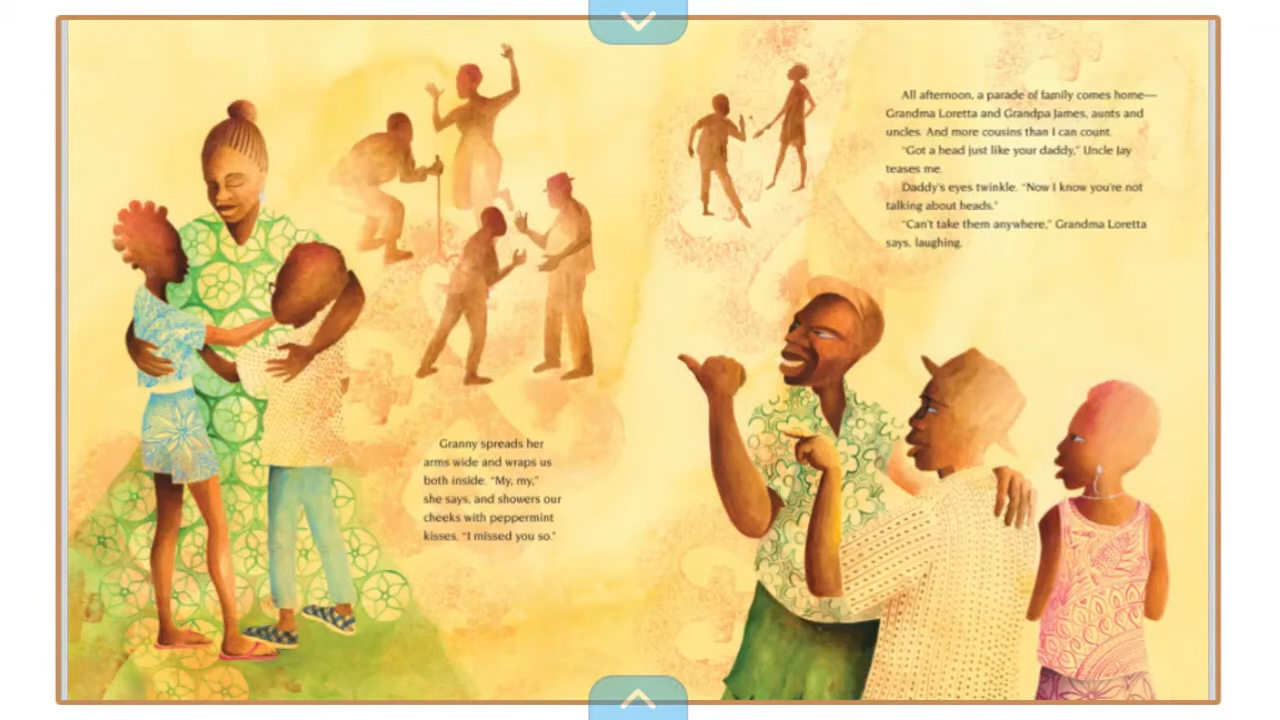 Granny spreads her
arms wide and wraps us
both inside. "My, my,"
she says, and showers our
cheeks with peppermint
kisses. "I missed you so."
All afternoon, a parade of family comes home—
Grandma Loretta and Grandpa James, aunts and
uncles. And more cousins than I can count.
"Got a head just like your daddy," Uncle Jay
teases me.
Daddy's eyes twinkle. "Now I know you're not
talking about heads."
"Can't take them anywhere," Grandma Loretta
says, laughing.